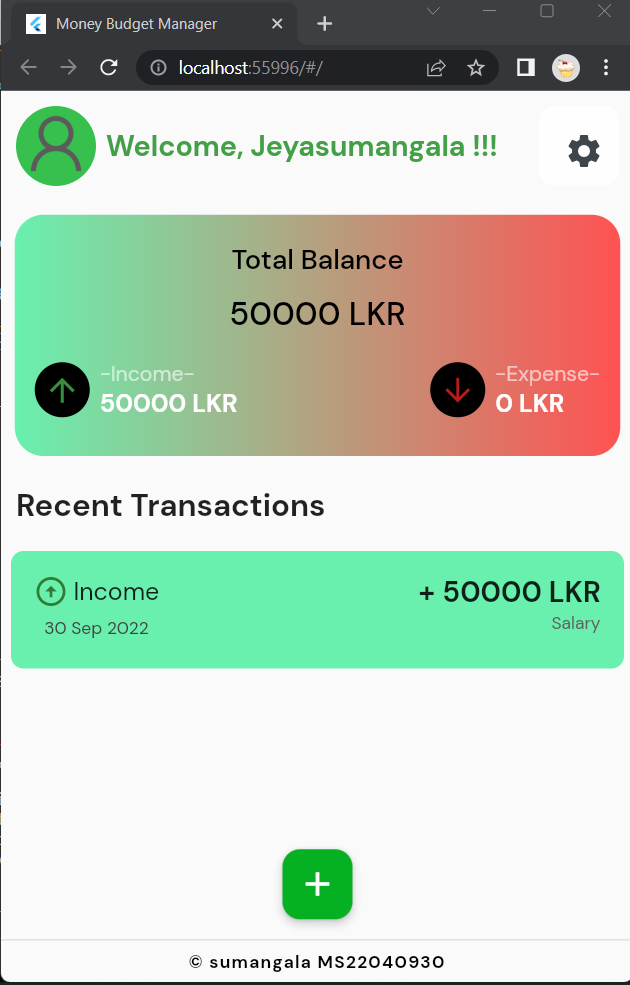 Money Budget Manager
localhost:55996/#/
Welcome, Jeyasumangala !!!
Total Balance
50000 LKR
-Income-
50000 LKR
-Expense-
0 LKR
Recent Transactions
Income
+ 50000 LKR
30 Sep 2022
Salary
© sumangala MS22040930